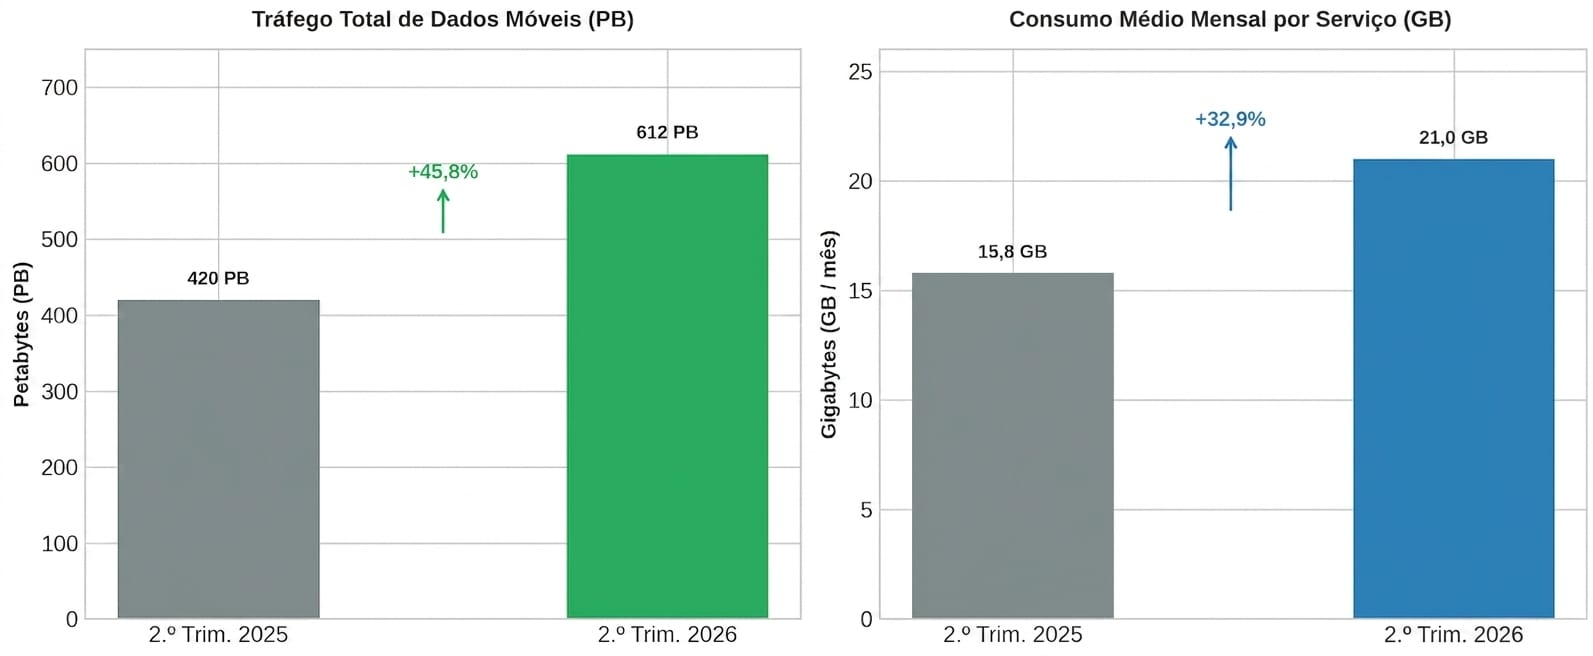 Tráfego Total de Dados Móveis (PB)
Petabytes (PB)
700
600
500
400
300
200
100
0
420 PB
+45,8%
612 PB
2.º Trim. 2025
2.º Trim. 2026
Consumo Médio Mensal por Serviço (GB)
Gigabytes (GB / mês)
25
20
15
10
5
0
15,8 GB
+32,9%
21,0 GB
2.º Trim. 2025
2.º Trim. 2026